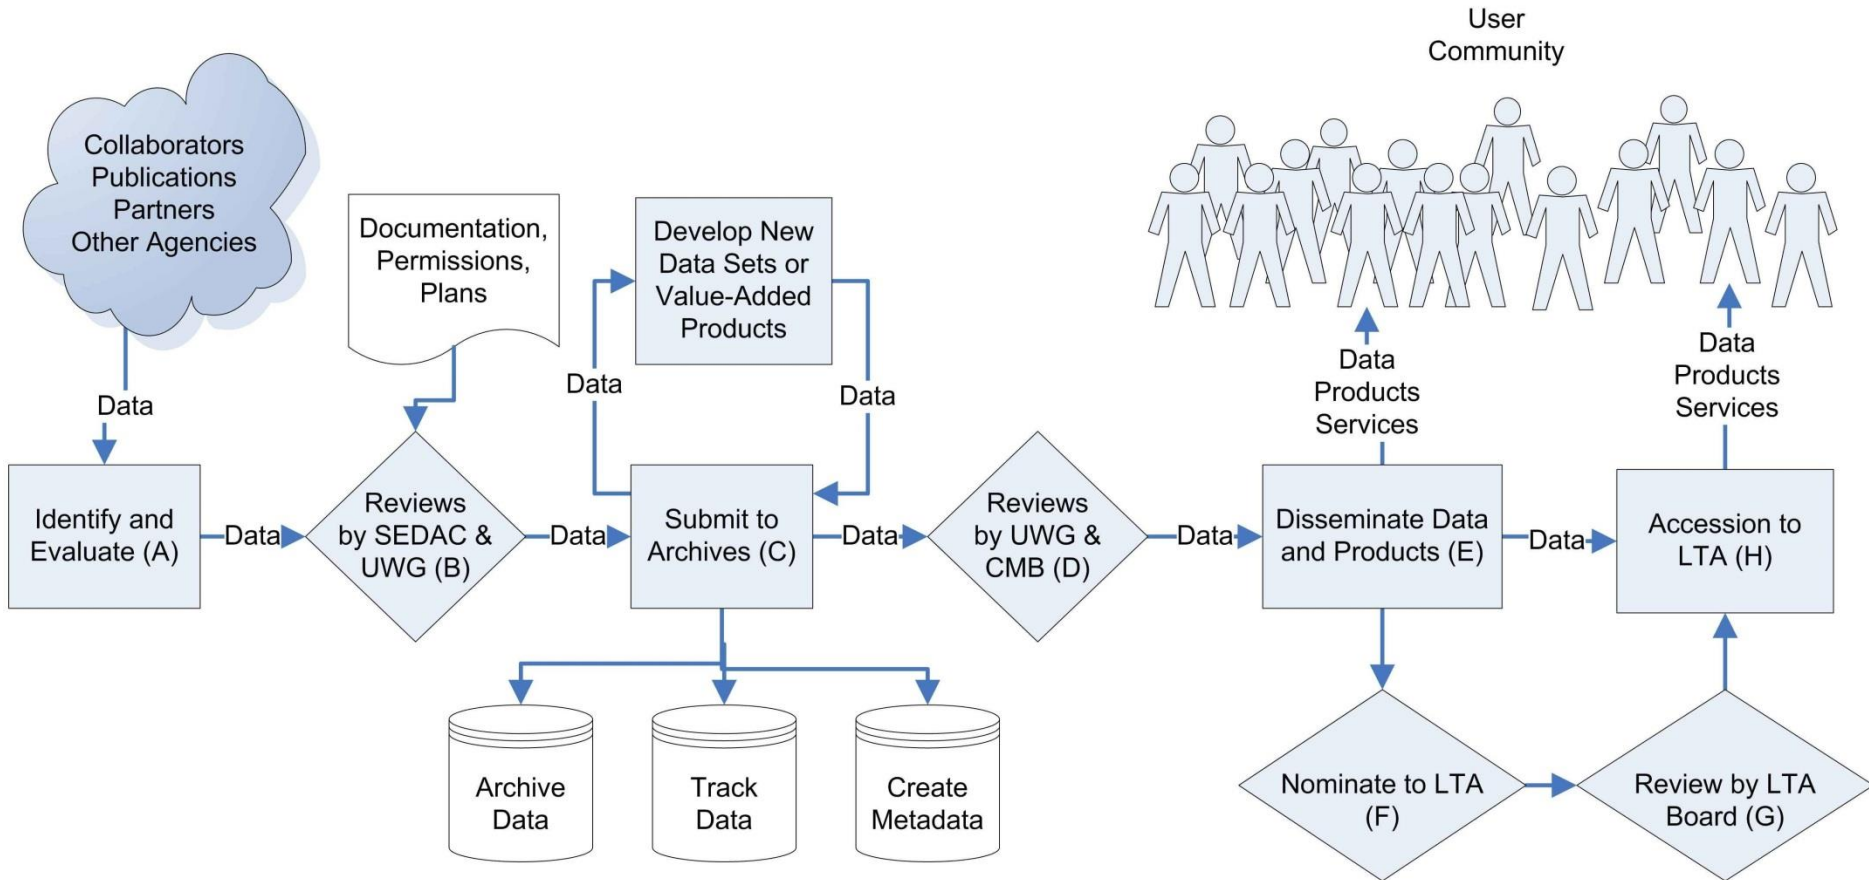 User
Community
Collaborators
Publications
Partners
Other Agencies
Documentation,
Permissions,
Plans
Develop New
Data Sets or
Value-Added
Products
Data
Data
Data
Data
Products
Services
Data
Products
Services
Identify and
Evaluate (A)
Data
Reviews
by SEDAC &
UWG (B)
Data
Submit to
Archives (C)
Data
Reviews
by UWG &
CMB (D)
Data
Disseminate Data
and Products (E)
Data
Accession to
LTA (H)
Archive
Data
Track
Data
Create
Metadata
Nominate to LTA
(F)
Review by LTA
Board (G)